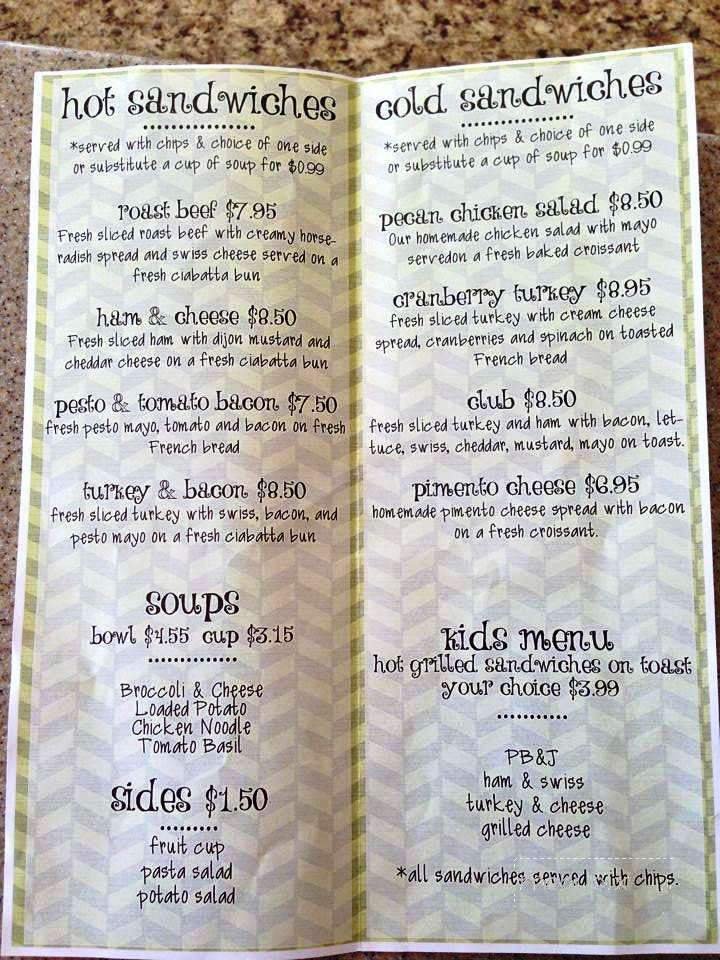 hot sandwiches
*served with chips & choice of one side
or substitute a cup of soup for $0.99
roast beef $7.95
Fresh sliced roast beef with creamy horse-
radish spread and swiss cheese served on a
fresh ciabatta bun
ham & cheese $8.50
Fresh sliced ham with dijon mustard and
cheddar cheese on a fresh ciabatta bun
pesto & tomato bacon $7.50
fresh pesto mayo, tomato and bacon on fresh
French bread
turkey & bacon $8.50
fresh sliced turkey with swiss, bacon, and
pesto mayo on a fresh ciabatta bun
soups
bowl $4.55 cup $3.15
Broccoli & Cheese
Loaded Potato
Chicken Noodle
Tomato Basil
sides $1.50
fruit cup
pasta salad
potato salad
cold sandwiches
*served with chips & choice of one side
or substitute a cup of soup for $0.99
pecan chicken salad $8.50
Our homemade chicken salad with mayo
servedon a fresh baked croissant
cranberry turkey $8.95
fresh sliced turkey with cream cheese
spread, cranberries and spinach on toasted
French bread
club $8.50
fresh sliced turkey and ham with bacon, let-
tuce, swiss, cheddar, mustard, mayo on toast.
pimento cheese $6.95
homemade pimento cheese spread with bacon
on a fresh croissant.
kids menu
hot grilled sandwiches on toast
your choice $3.99
PB&J
ham & swiss
turkey & cheese
grilled cheese
*all sandwiches served with chips.